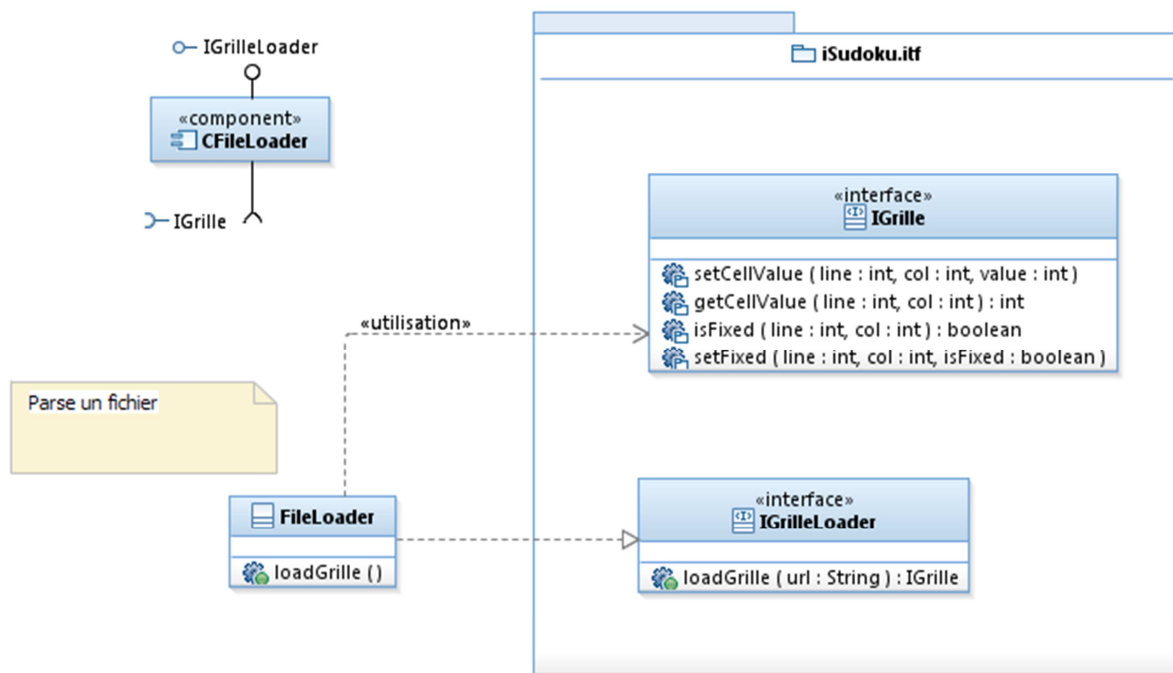 IGrilleLoader
«component»
CFileLoader
IGrille
iSudoku.itf
«interface»
IGrille
setCellValue ( line : int, col : int, value : int )
getCellValue ( line : int, col : int ) : int
isFixed ( line : int, col : int ) : boolean
setFixed ( line : int, col : int, isFixed : boolean )
«utilisation»
Parse un fichier
FileLoader
loadGrille ( )
«interface»
IGrilleLoader
loadGrille ( url : String ) : IGrille